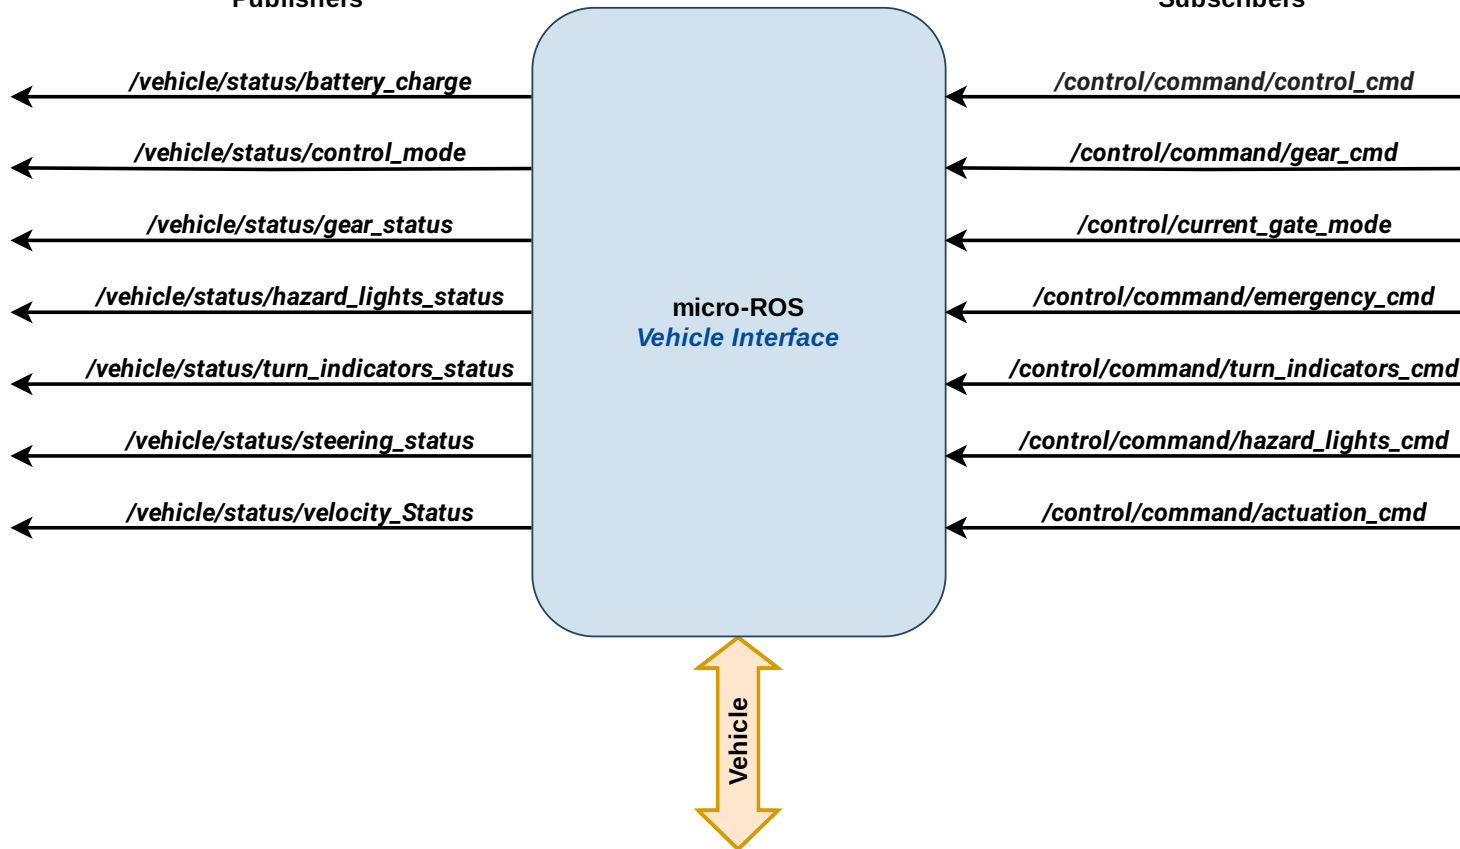 Publishers
Subscribers
/vehicle/status/battery_charge
/control/command/control_cmd
/vehicle/status/control_mode
/control/command/gear_cmd
/vehicle/status/gear_status
/control/current_gate_mode
/vehicle/status/hazard_lights_status
/control/command/emergency_cmd
micro-ROS
Vehicle Interface
/vehicle/status/turn_indicators_status
/control/command/turn_indicators_cmd
/vehicle/status/steering_status
/control/command/hazard_lights_cmd
/vehicle/status/velocity_Status
/control/command/actuation_cmd
Vehicle